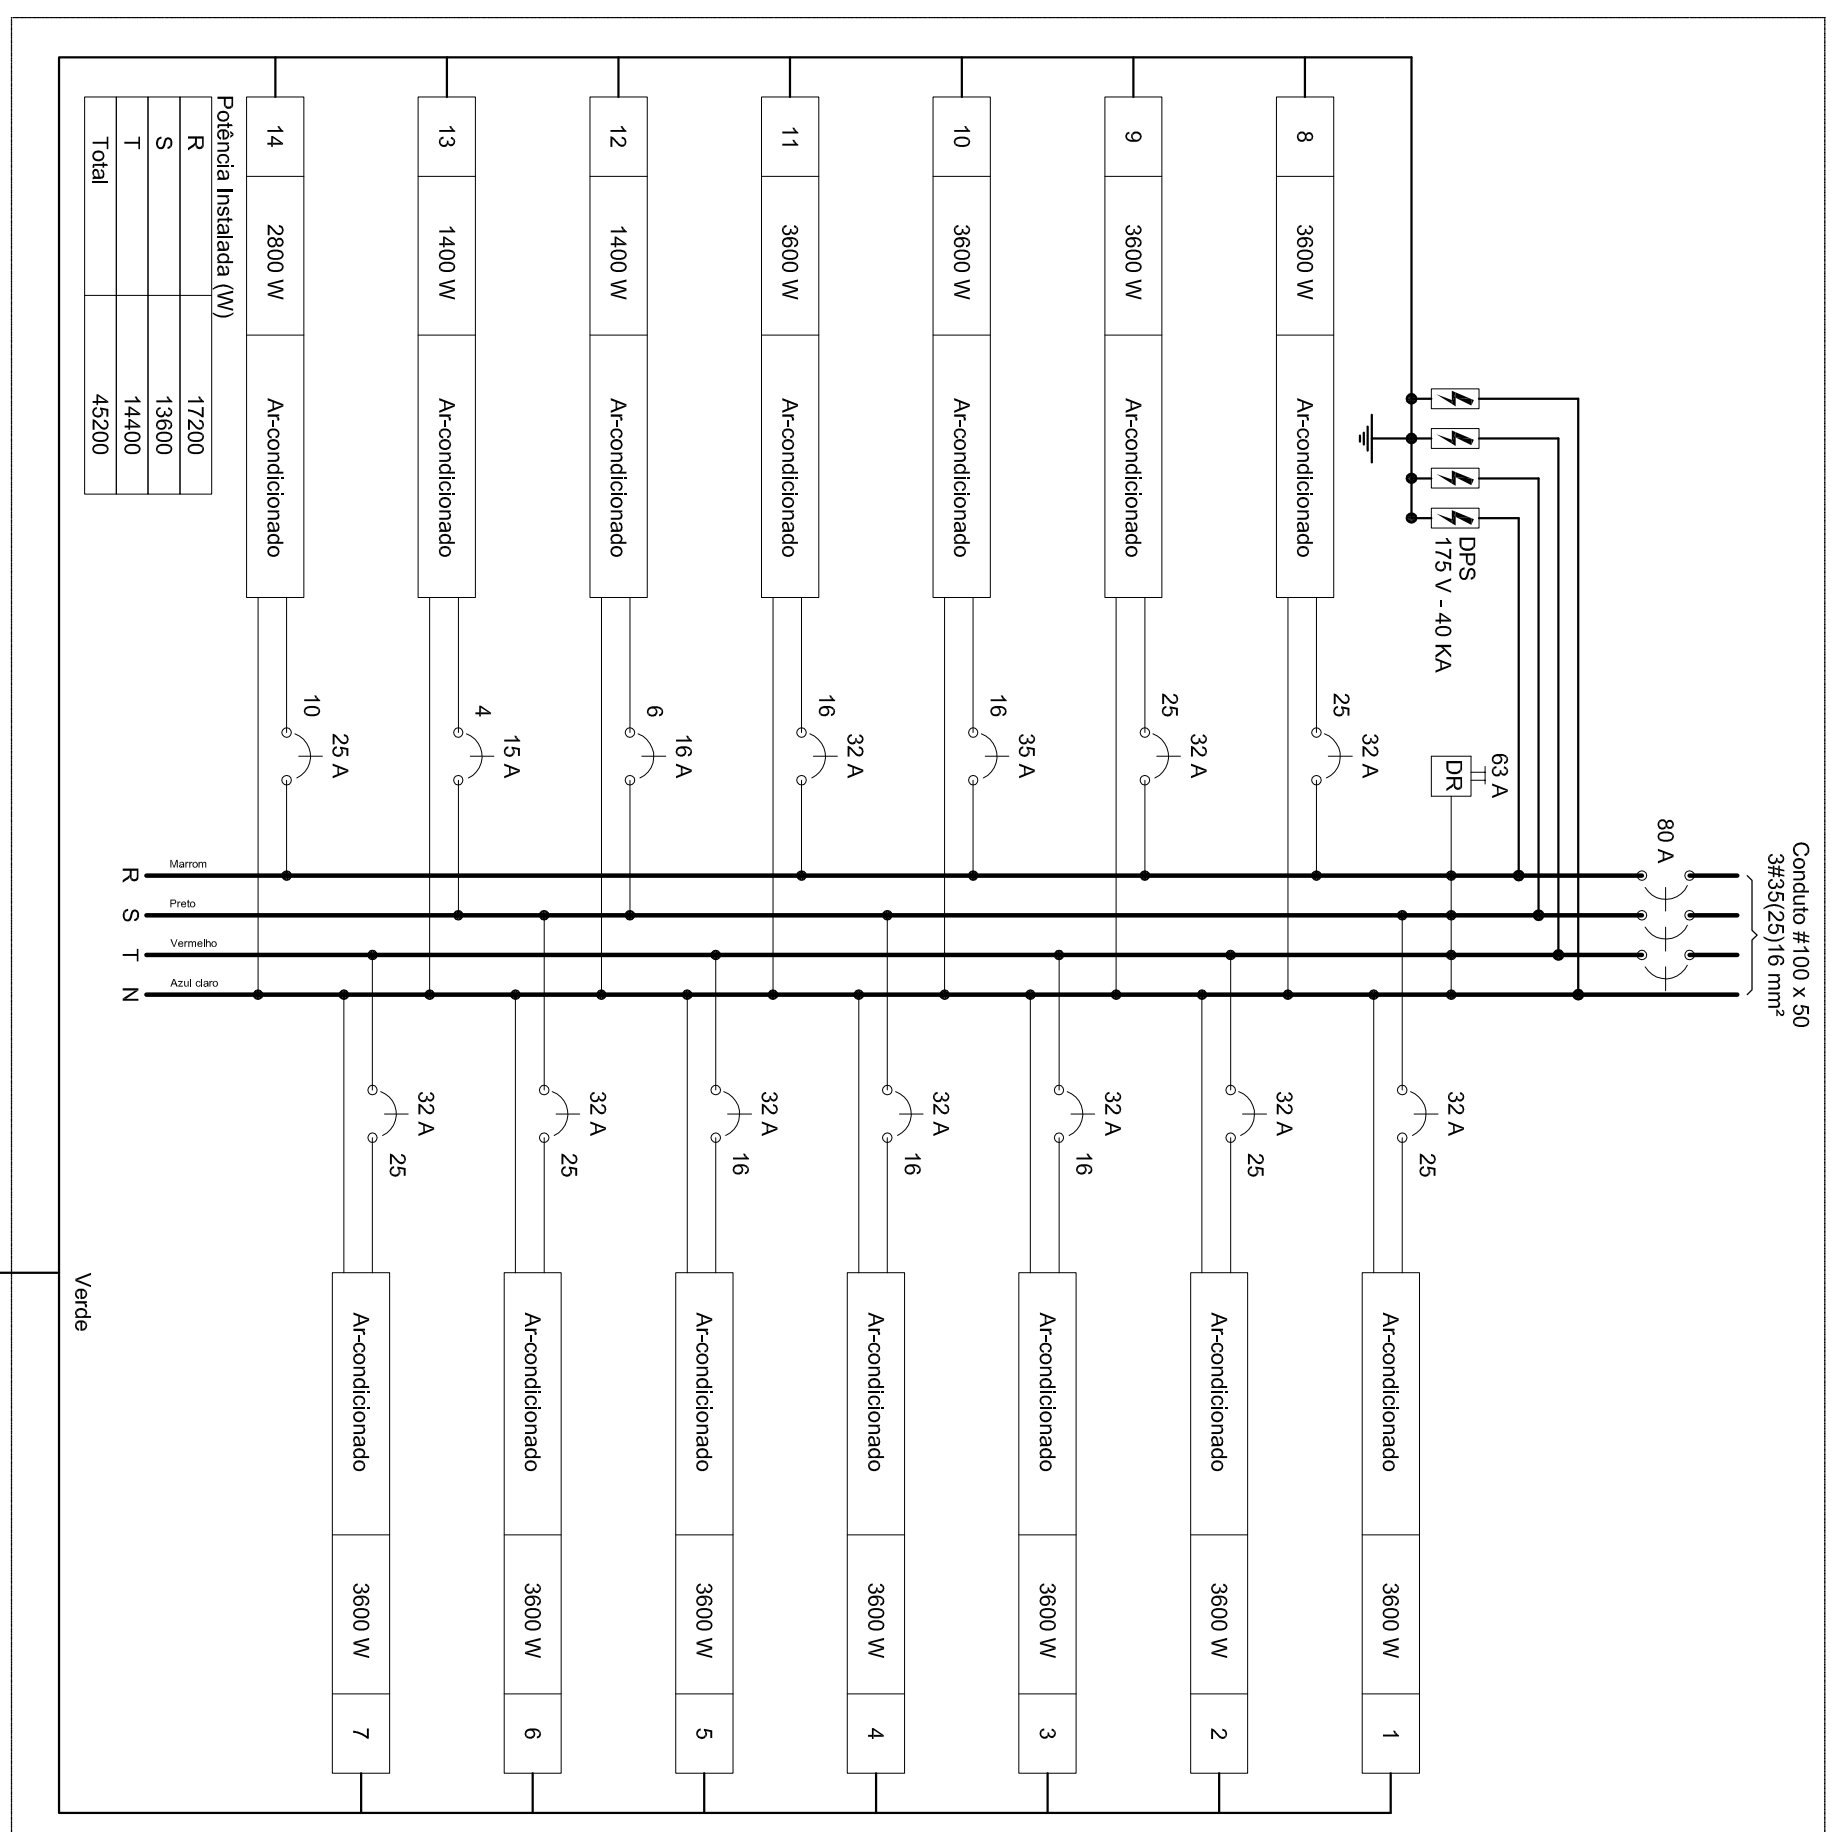 Conduto #100 x 50
3#35(25)16 mm²
80 A
63 A
DR
DPS
175 V - 40 KA
8
3600 W
Ar-condicionado
25
32 A
9
3600 W
Ar-condicionado
25
32 A
10
3600 W
Ar-condicionado
16
35 A
11
3600 W
Ar-condicionado
16
32 A
12
1400 W
Ar-condicionado
6
16 A
13
1400 W
Ar-condicionado
4
15 A
14
2800 W
Ar-condicionado
10
25 A
32 A
25
Ar-condicionado
3600 W
1
32 A
25
Ar-condicionado
3600 W
2
32 A
16
Ar-condicionado
3600 W
3
32 A
16
Ar-condicionado
3600 W
4
32 A
16
Ar-condicionado
3600 W
5
32 A
25
Ar-condicionado
3600 W
6
32 A
25
Ar-condicionado
3600 W
7
R Marrom
S Preto
T Vermelho
N Azul claro
Potência Instalada (W)
R 17200
S 13600
T 14400
Total 45200
Verde